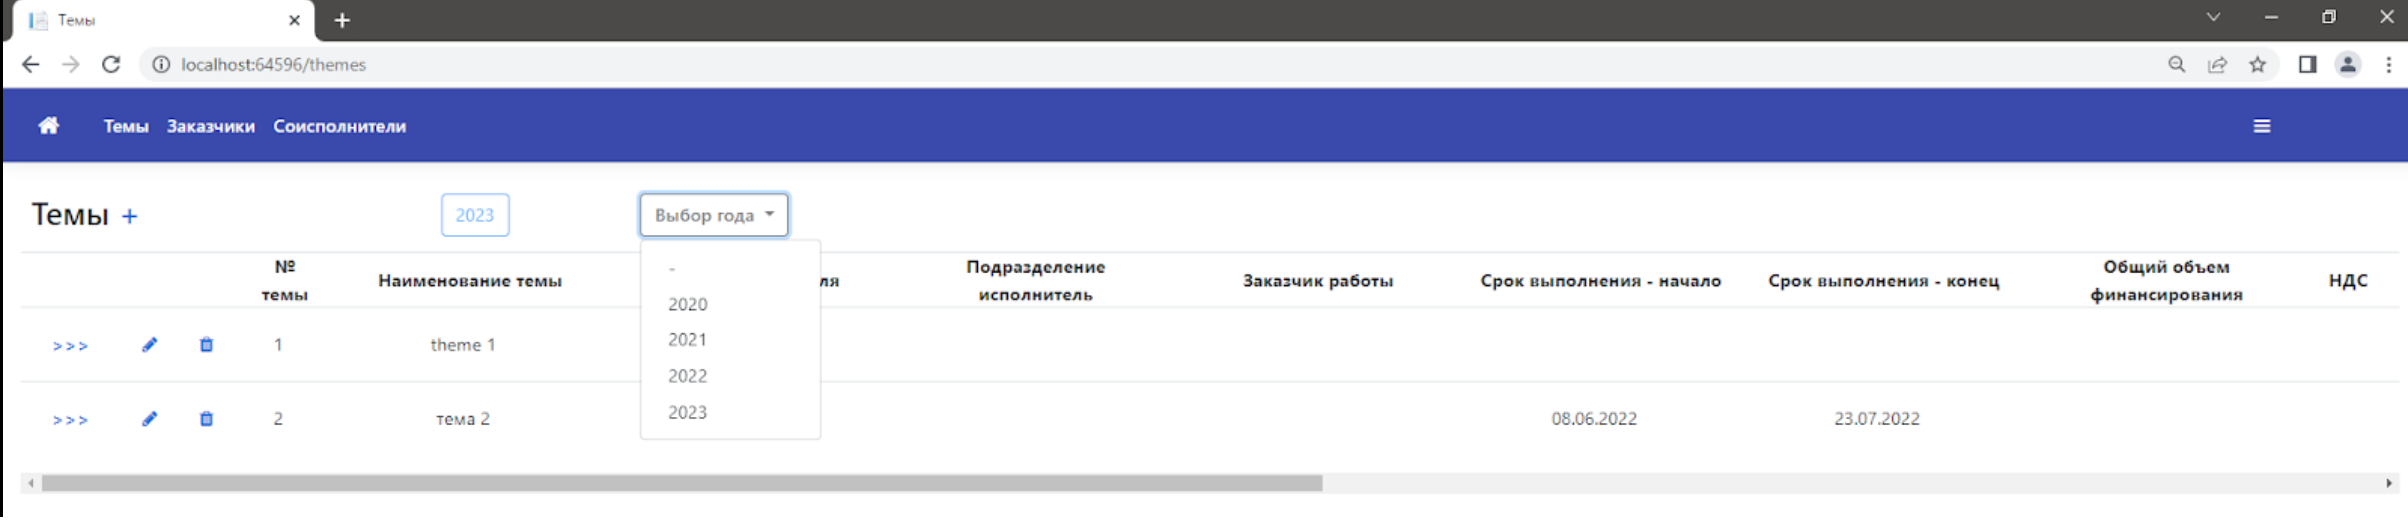 Темы
localhost:64596/themes
Темы Заказчики Соисполнители
Темы +
2023
Выбор года
-
2020
2021
2022
2023
№ темы
Наименование темы
ля
Подразделение исполнитель
Заказчик работы
Срок выполнения - начало
Срок выполнения - конец
Общий объем финансирования
НДС
>>> 1 theme 1
>>> 2 тема 2 08.06.2022 23.07.2022